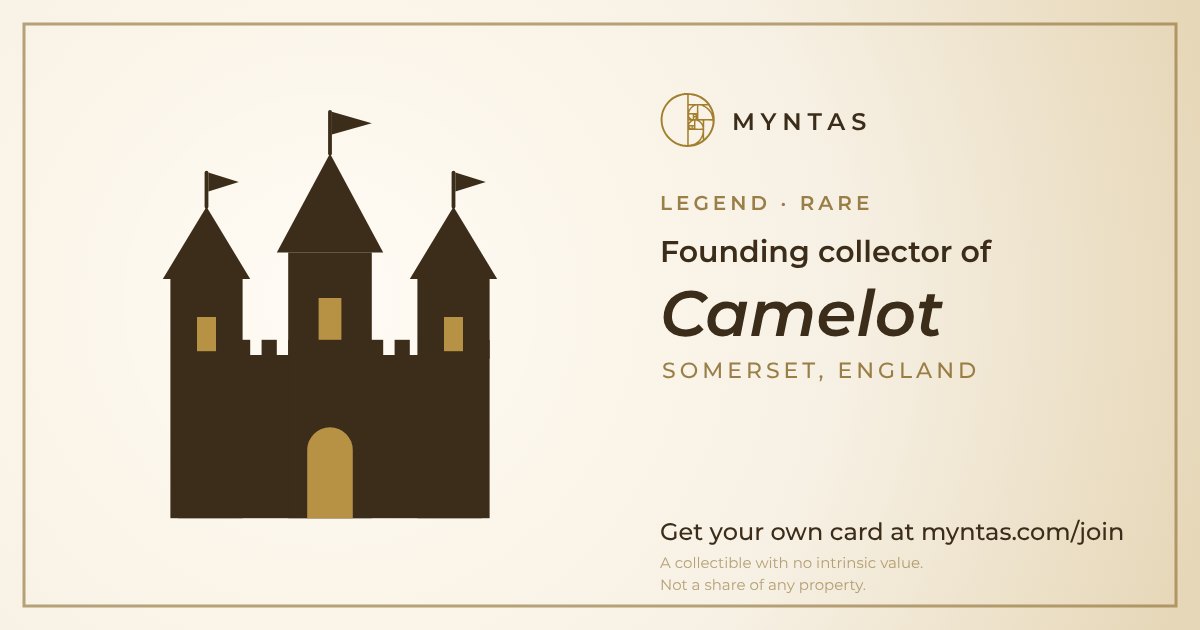 MYNTAS
LEGEND · RARE
Founding collector of
Camelot
SOMERSET, ENGLAND
Get your own card at myntas.com/join
A collectible with no intrinsic value.
Not a share of any property.